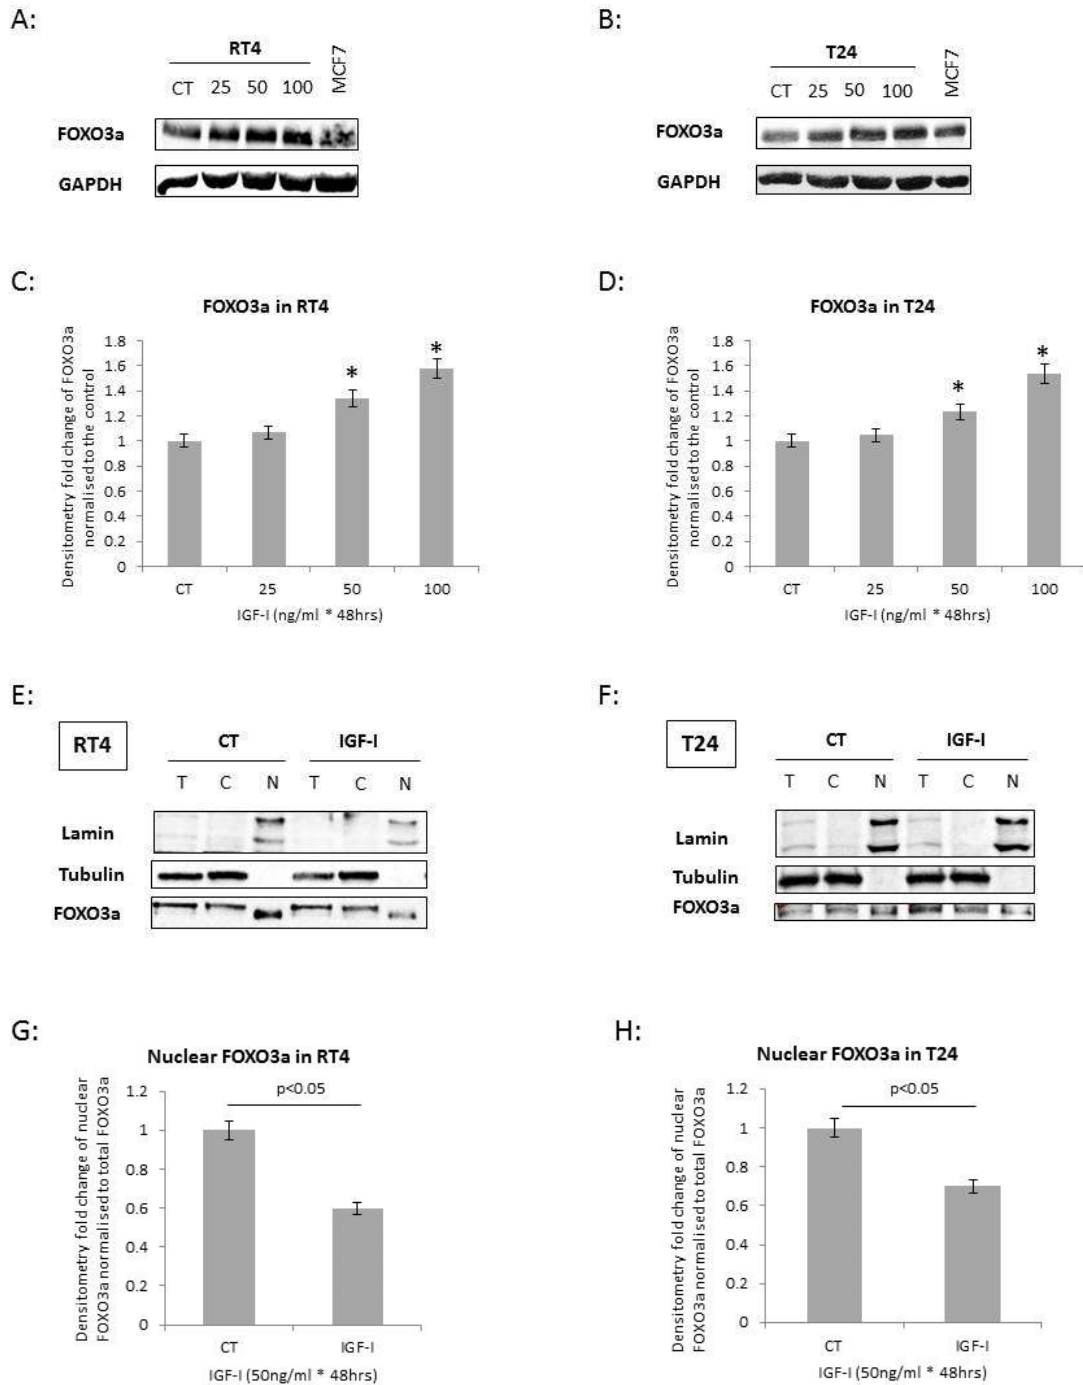 A:
RT4
CT 25 50 100 MCF7
FOXO3a
GAPDH
B:
T24
CT 25 50 100 MCF7
FOXO3a
GAPDH
C:
FOXO3a in RT4
Densitometry fold change of FOXO3a
normalised to the control
1.8
1.6
1.4
1.2
1
0.8
0.6
0.4
0.2
0
* *
CT 25 50 100
IGF-I (ng/ml * 48hrs)
D:
FOXO3a in T24
Densitometry fold change of FOXO3a
normalised to the control
1.8
1.6
1.4
1.2
1
0.8
0.6
0.4
0.2
0
* *
CT 25 50 100
IGF-I (ng/ml * 48hrs)
E:
RT4
CT IGF-I
T C N T C N
Lamin
Tubulin
FOXO3a
F:
T24
CT IGF-I
T C N T C N
Lamin
Tubulin
FOXO3a
G:
Nuclear FOXO3a in RT4
Densitometry fold change of nuclear
FOXO3a normalised to total FOXO3a
1.2
1
0.8
0.6
0.4
0.2
0
p<0.05
CT IGF-I
IGF-I (50ng/ml * 48hrs)
H:
Nuclear FOXO3a in T24
Densitometry fold change of nuclear
FOXO3a normalised to total FOXO3a
1.2
1
0.8
0.6
0.4
0.2
0
p<0.05
CT IGF-I
IGF-I (50ng/ml * 48hrs)